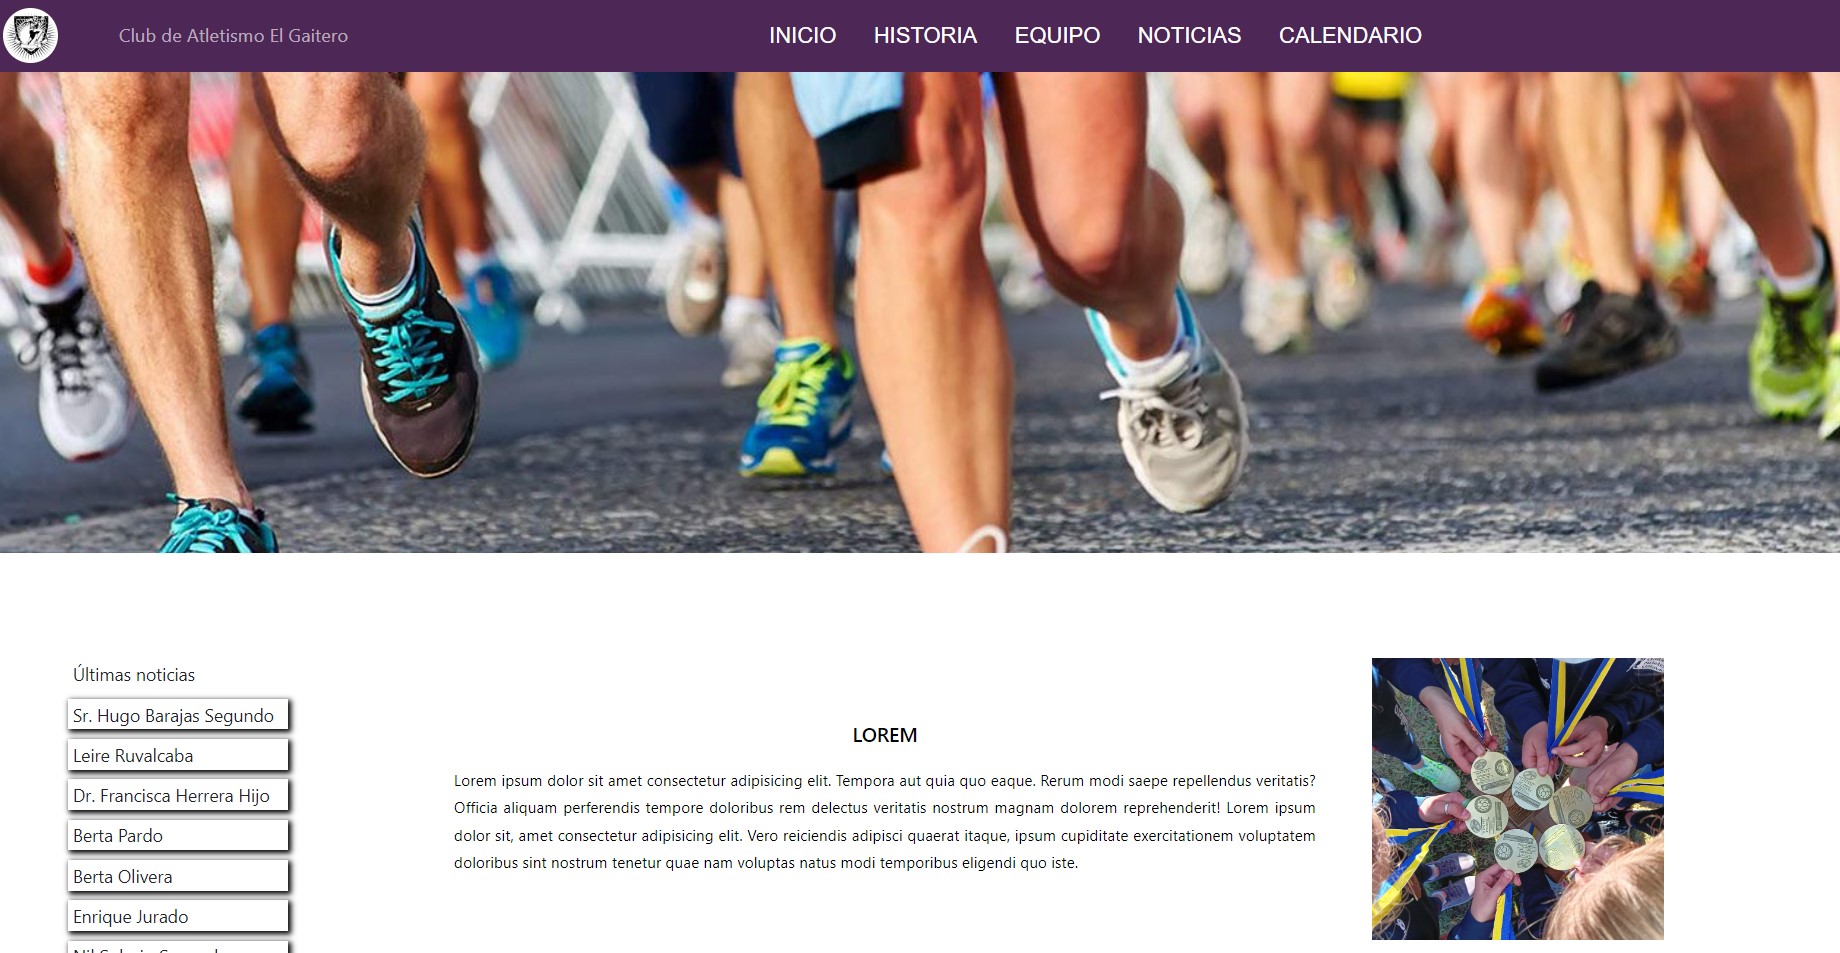 Club de Atletismo El Gaitero
INICIO HISTORIA EQUIPO NOTICIAS CALENDARIO
Últimas noticias
Sr. Hugo Barajas Segundo
Leire Ruvalcaba
Dr. Francisca Herrera Hijo
Berta Pardo
Berta Olivera
Enrique Jurado
LOREM
Lorem ipsum dolor sit amet consectetur adipisicing elit. Tempora aut quia quo eaque. Rerum modi saepe repellendus veritatis?
Officia aliquam perferendis tempore doloribus rem delectus veritatis nostrum magnam dolorem reprehenderit! Lorem ipsum
dolor sit, amet consectetur adipisicing elit. Vero reiciendis adipisci quaerat itaque, ipsum cupiditate exercitationem voluptatem
doloribus sint nostrum tenetur quae nam voluptas natus modi temporibus eligendi quo iste.